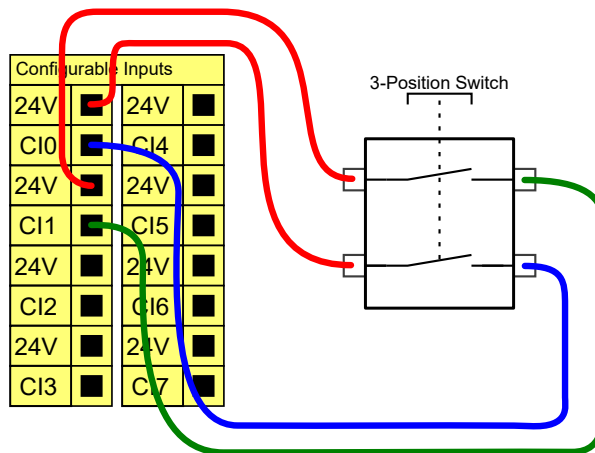 Configurable Inputs
3-Position Switch
24V 24V
CI0 CI4
24V 24V
CI1 CI5
24V 24V
CI2 CI6
24V 24V
CI3 CI7